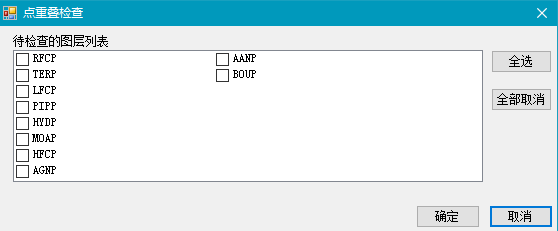 点重叠检查
待检查的图层列表
RFCP
TERP
LFCP
PIPP
HYDP
MOAP
HFCP
AGNP
AANP
BOUP
全选
全部取消
确定
取消